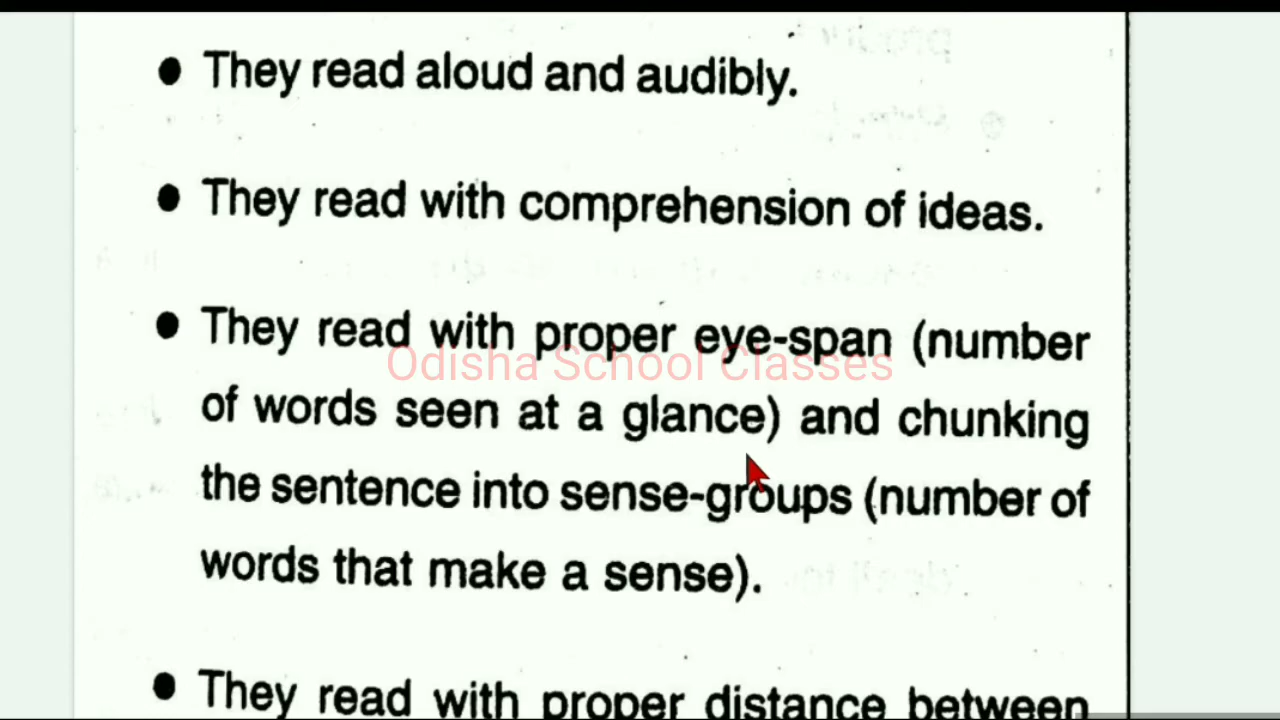 ● They read aloud and audibly.
● They read with comprehension of ideas.
● They read with proper eye-span (number
Odisha School Classes
of words seen at a glance) and chunking
the sentence into sense-groups (number of
words that make a sense).
● They read with proper distance between